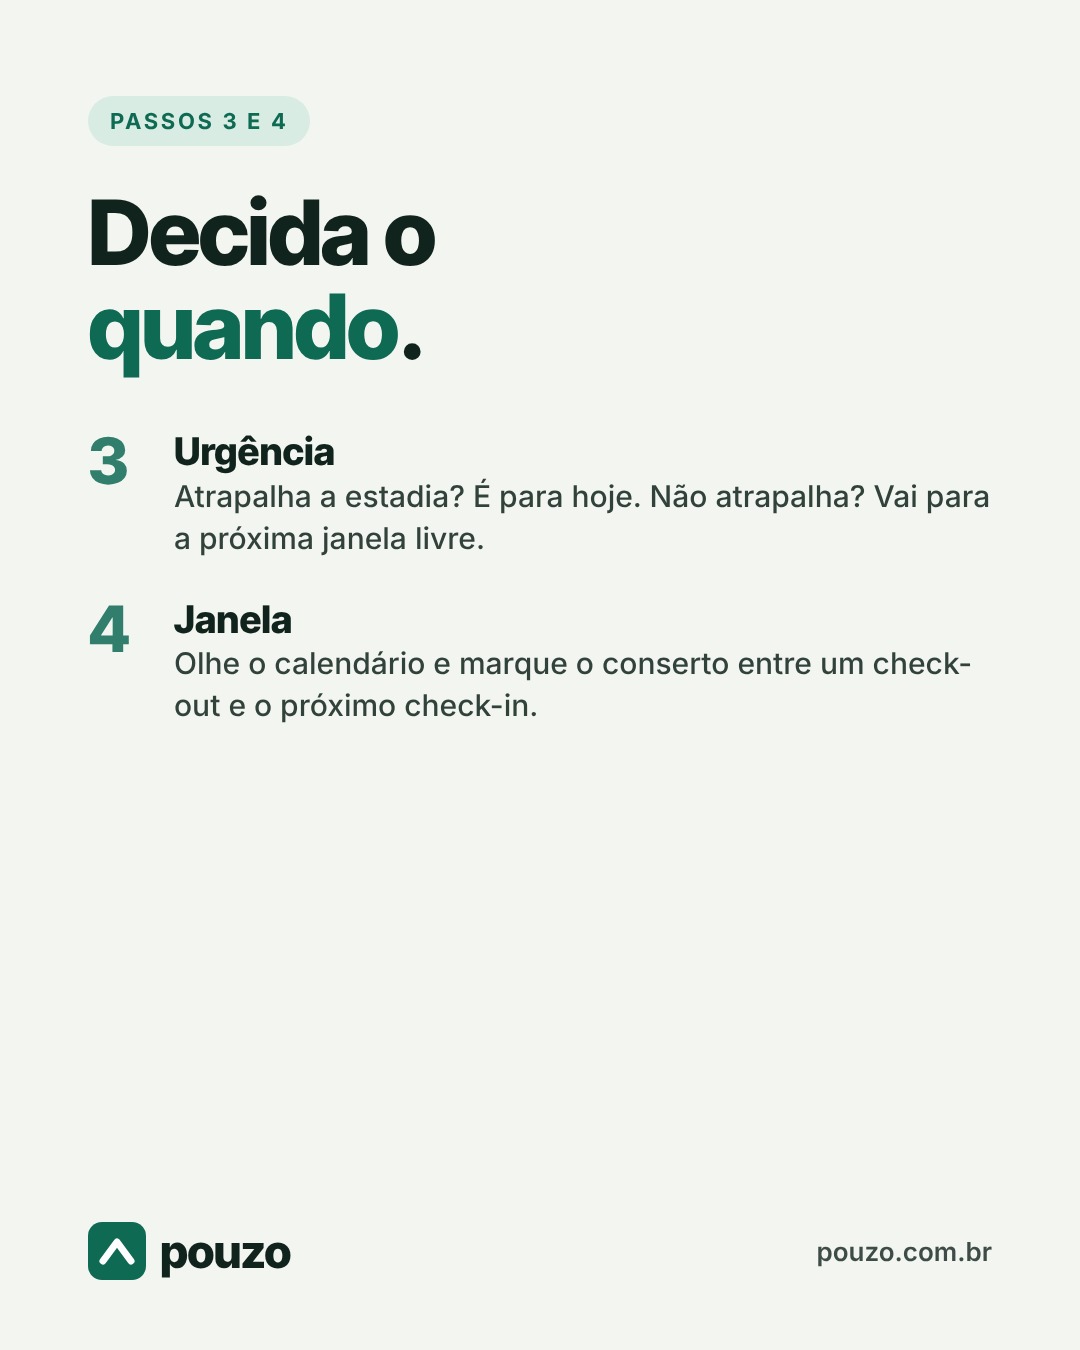 PASSOS 3 E 4
Decida o
quando.
3
Urgência
Atrapalha a estadia? É para hoje. Não atrapalha? Vai para
a próxima janela livre.
4
Janela
Olhe o calendário e marque o conserto entre um check-
out e o próximo check-in.
pouzo
pouzo.com.br